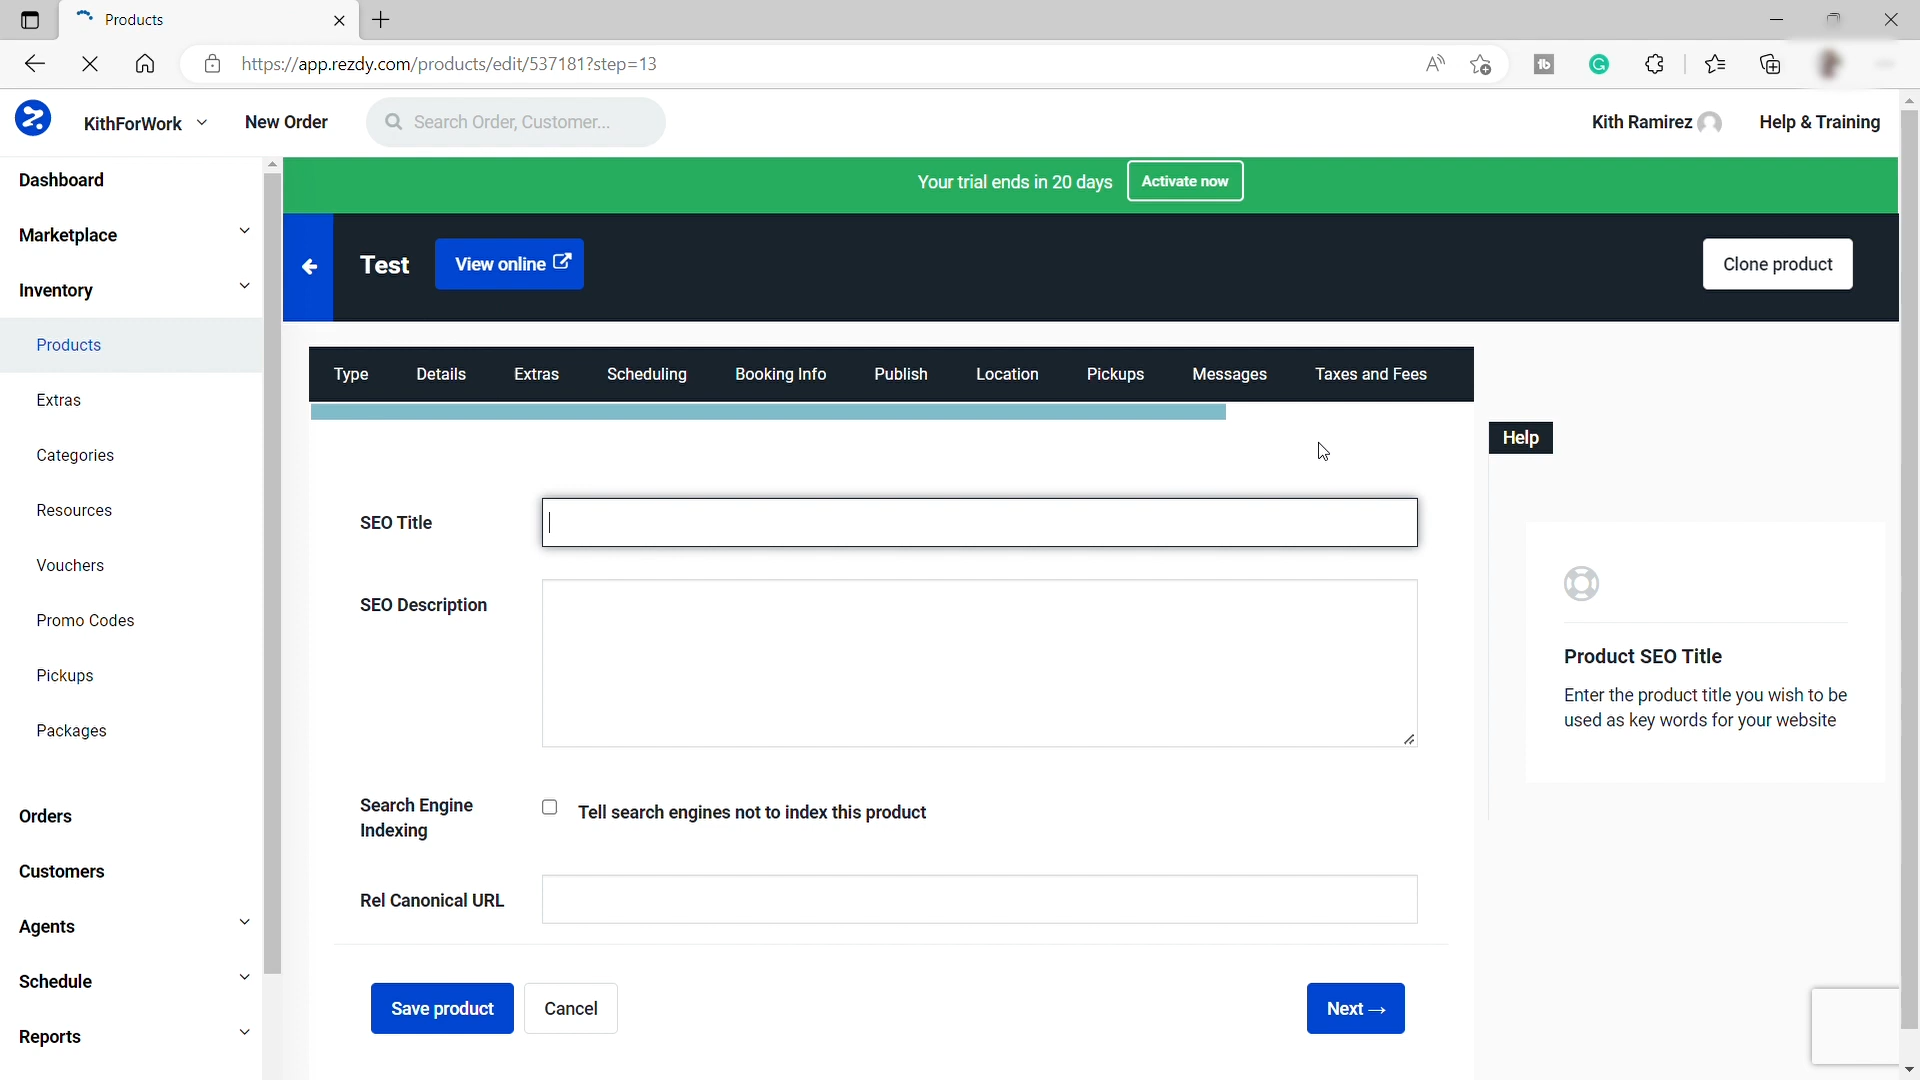 Products
https://app.rezdy.com/products/edit/537181?step=13
KithForWork
New Order
Search Order, Customer...
Kith Ramirez
Help & Training
Dashboard
Marketplace
Inventory
Products
Extras
Categories
Resources
Vouchers
Promo Codes
Pickups
Packages
Orders
Customers
Agents
Schedule
Reports
Your trial ends in 20 days
Activate now
Test
View online
Clone product
Type Details Extras Scheduling Booking Info Publish Location Pickups Messages Taxes and Fees
SEO Title
SEO Description
Search Engine
Indexing
Tell search engines not to index this product
Rel Canonical URL
Save product
Cancel
Next →
Help
Product SEO Title
Enter the product title you wish to be
used as key words for your website